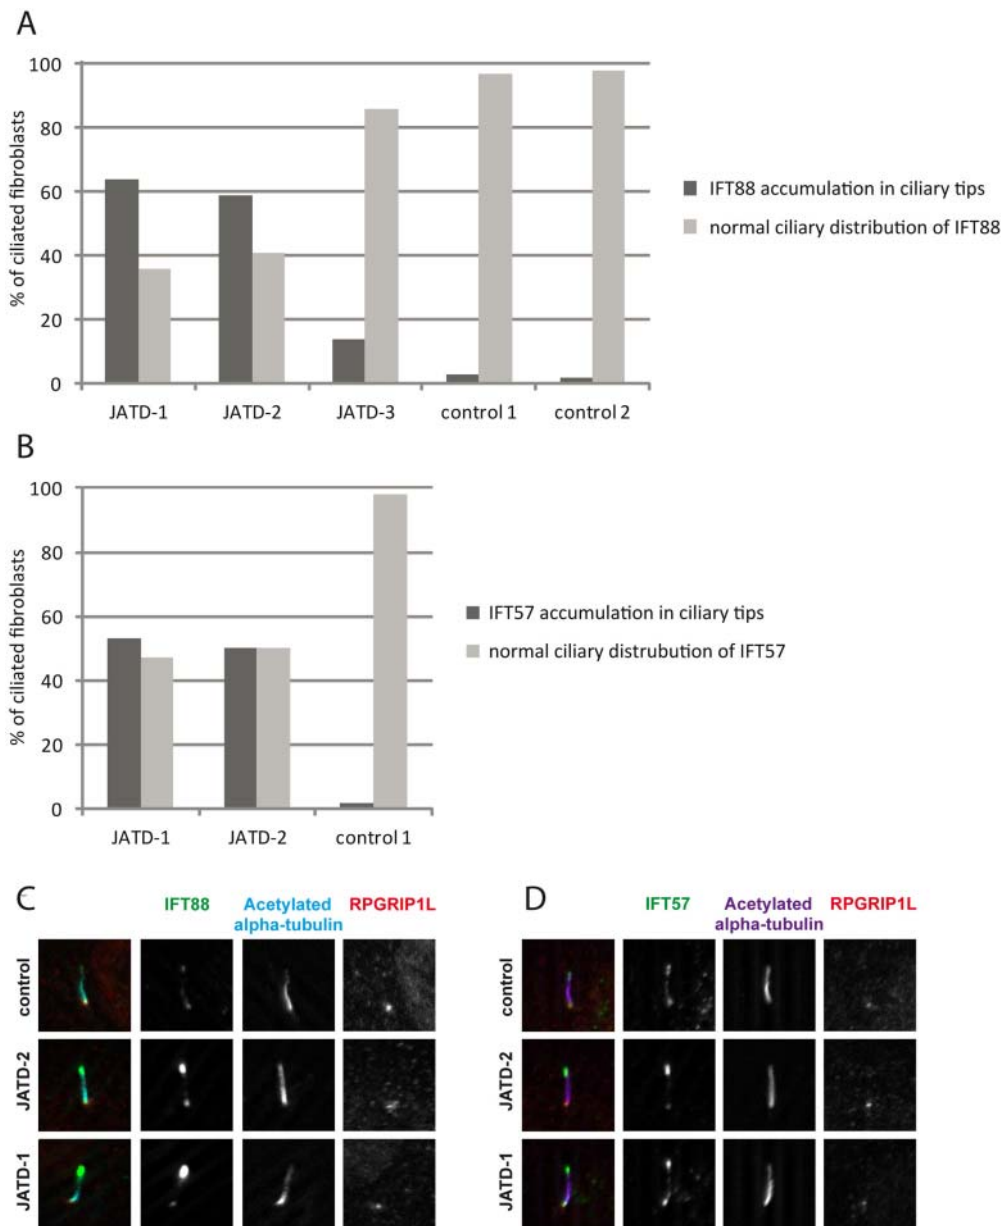 A
100
80
60
40
20
0
% of ciliated fibroblasts
JATD-1 JATD-2 JATD-3 control 1 control 2
IFT88 accumulation in ciliary tips
normal ciliary distribution of IFT88
B
100
80
60
40
20
0
% of ciliated fibroblasts
JATD-1 JATD-2 control 1
IFT57 accumulation in ciliary tips
normal ciliary distrubution of IFT57
C
IFT88 Acetylated alpha-tubulin RPGRIP1L
control
JATD-2
JATD-1
D
IFT57 Acetylated alpha-tubulin RPGRIP1L
control
JATD-2
JATD-1